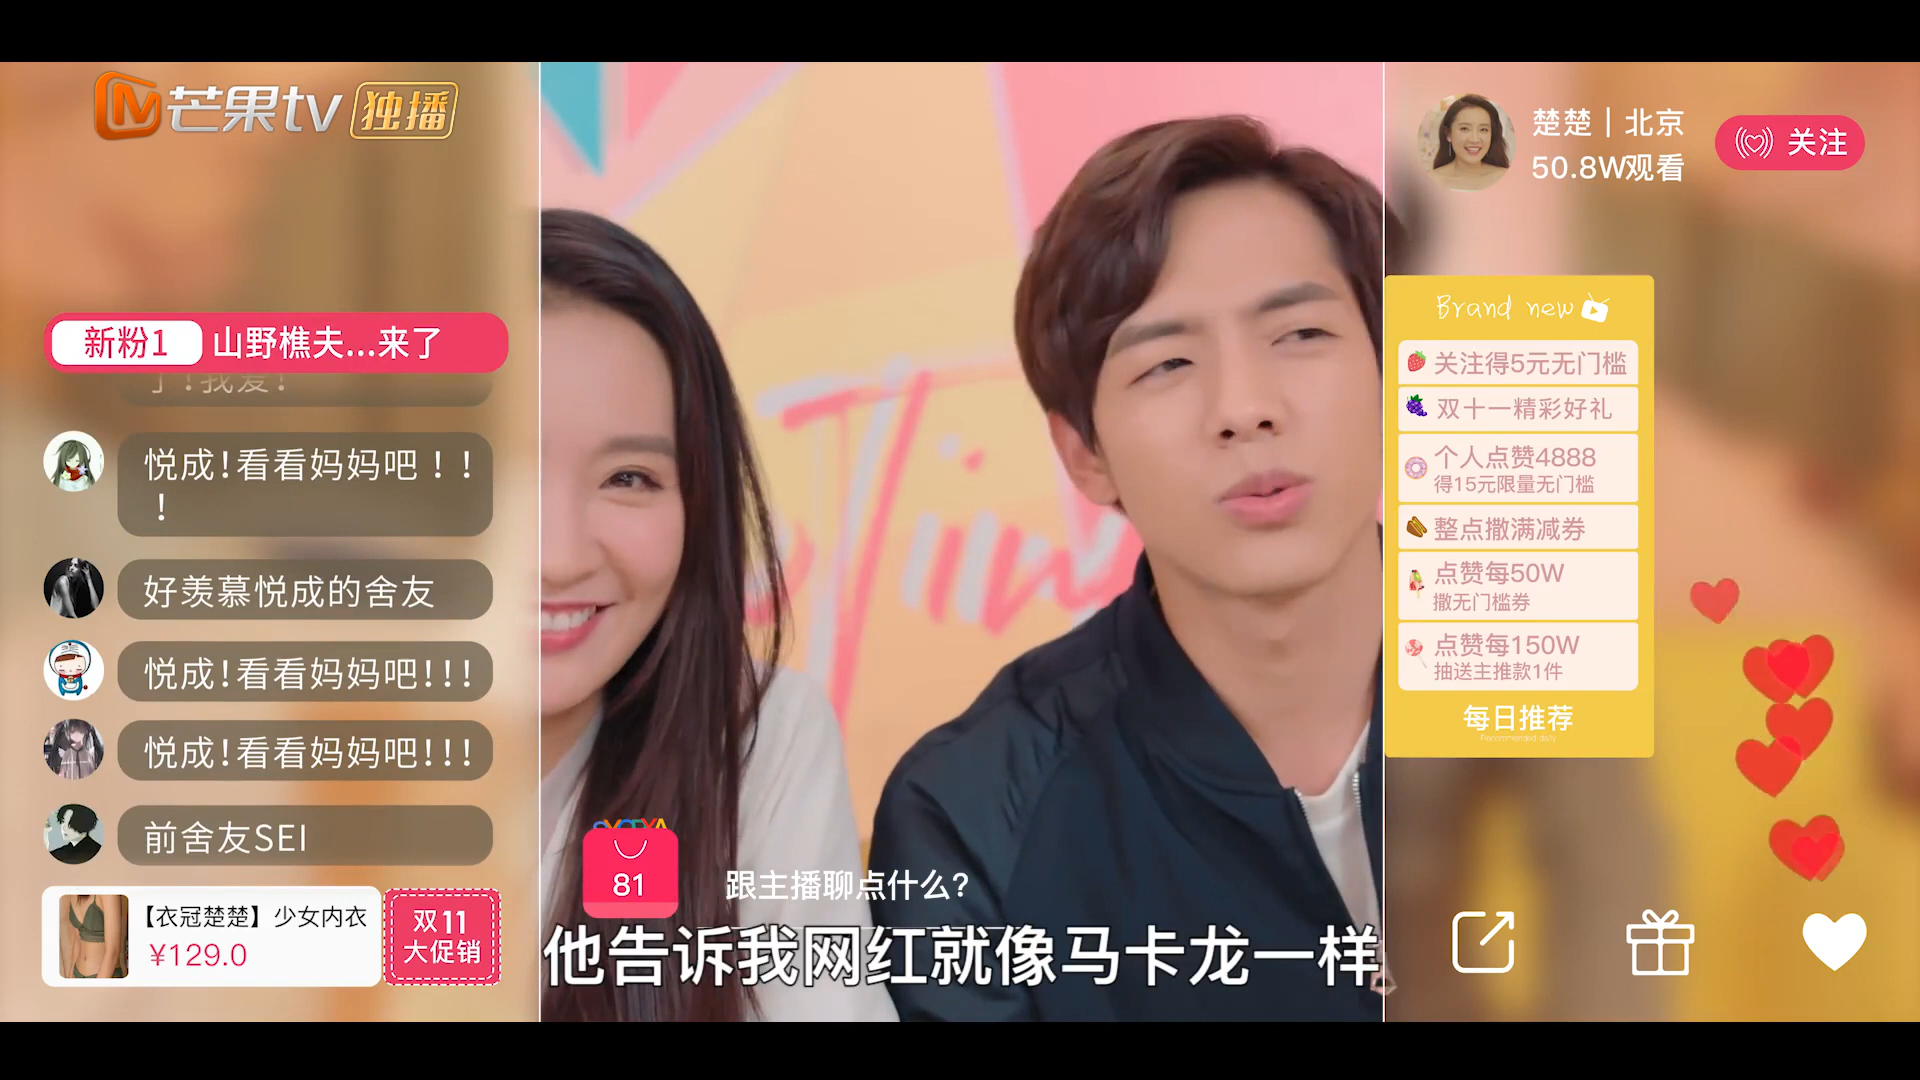 芒果tv 独播
楚楚｜北京
50.8W观看
关注
新粉1 山野樵夫...来了
了!我爱!
悦成!看看妈妈吧!!
!
好羡慕悦成的舍友
悦成!看看妈妈吧!!!
悦成!看看妈妈吧!!!
前舍友SEI
【衣冠楚楚】少女内衣
¥129.0
双11
大促销
81
跟主播聊点什么?
他告诉我网红就像马卡龙一样
Brand new
关注得5元无门槛
双十一精彩好礼
个人点赞4888
得15元限量无门槛
整点撒满减券
点赞每50W
撒无门槛券
点赞每150W
抽送主推款1件
每日推荐
Recommended daily